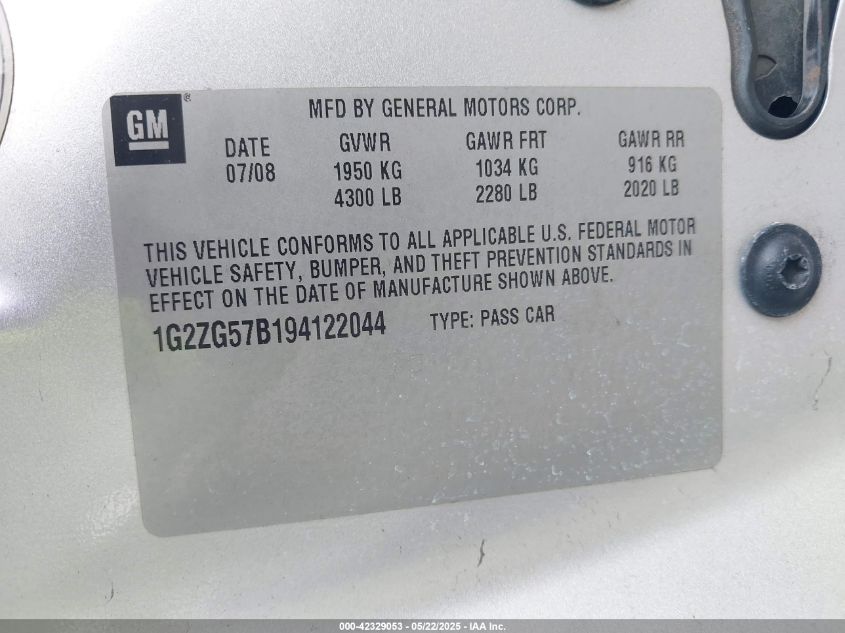 GM ®
MFD BY GENERAL MOTORS CORP.
DATE GVWR GAWR FRT GAWR RR
07/08 1950 KG 1034 KG 916 KG
4300 LB 2280 LB 2020 LB
THIS VEHICLE CONFORMS TO ALL APPLICABLE U.S. FEDERAL MOTOR
VEHICLE SAFETY, BUMPER, AND THEFT PREVENTION STANDARDS IN
EFFECT ON THE DATE OF MANUFACTURE SHOWN ABOVE.
1G2ZG57B194122044 TYPE: PASS CAR
000-42329053 - 05/22/2025 - IAA Inc.